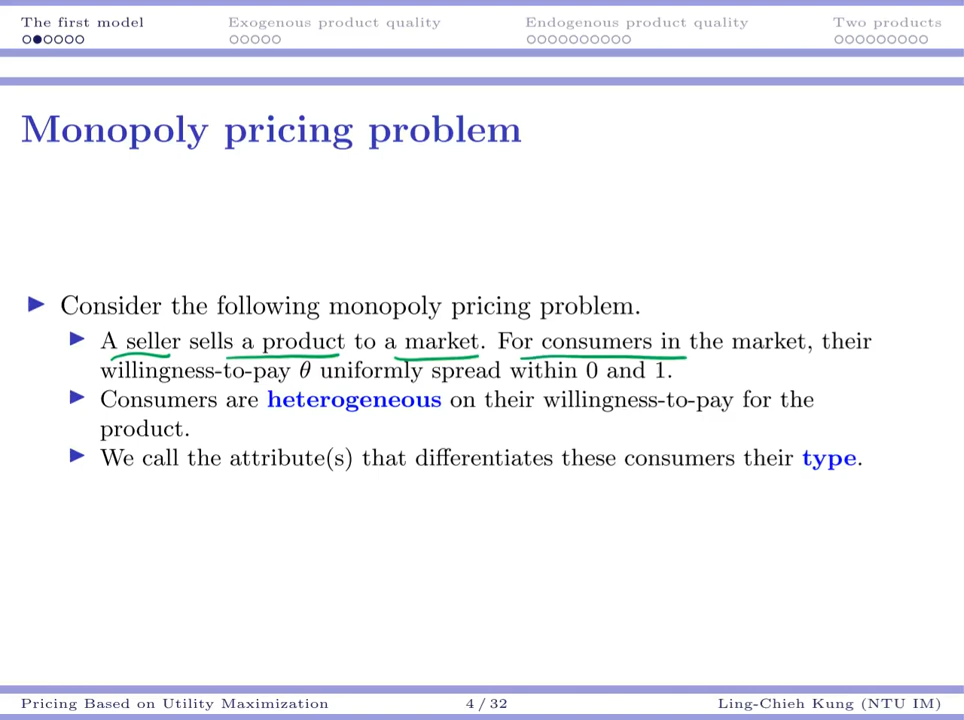 The first model Exogenous product quality Endogenous product quality Two products
Monopoly pricing problem
Consider the following monopoly pricing problem.
A seller sells a product to a market. For consumers in the market, their
willingness-to-pay θ uniformly spread within 0 and 1.
Consumers are heterogeneous on their willingness-to-pay for the
product.
We call the attribute(s) that differentiates these consumers their type.
Pricing Based on Utility Maximization 4 / 32 Ling-Chieh Kung (NTU IM)